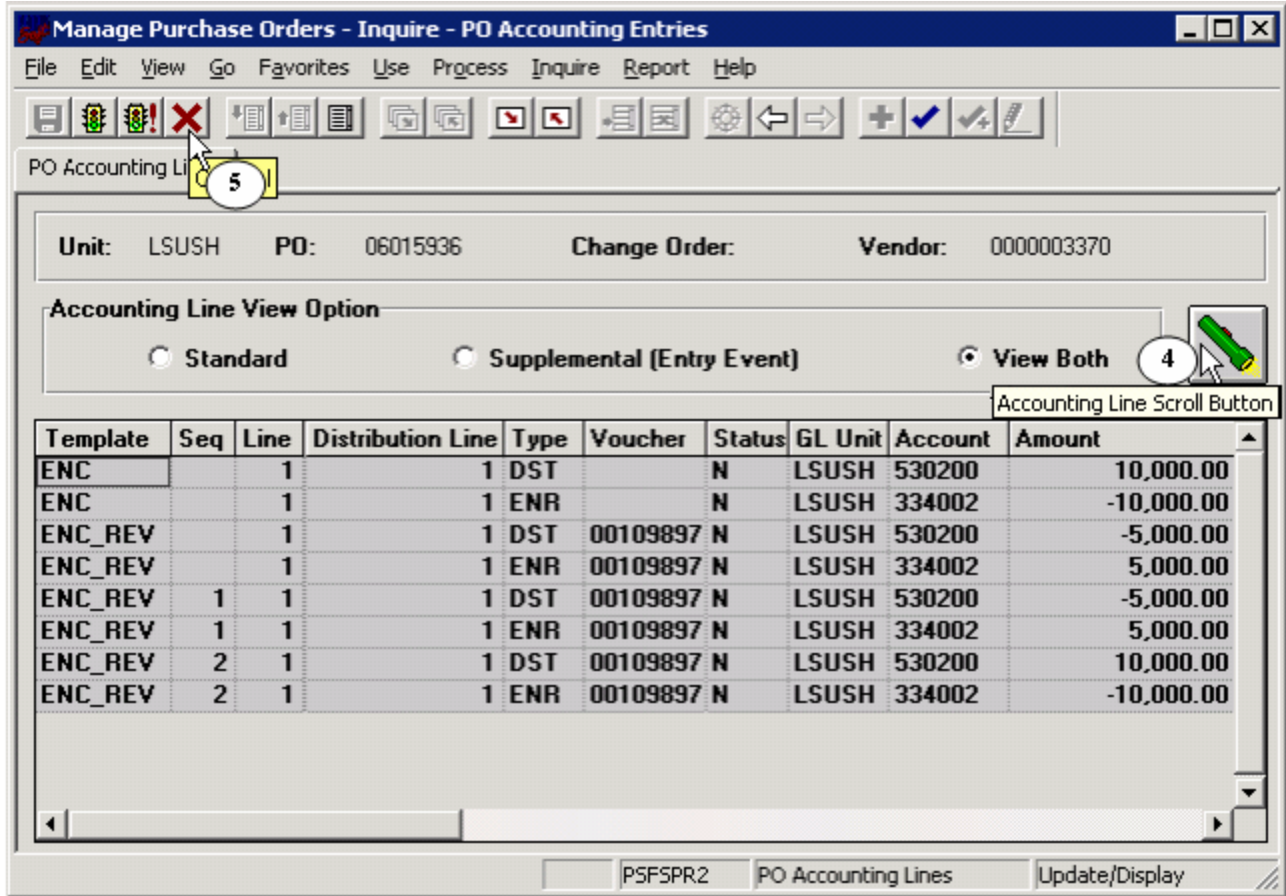 Manage Purchase Orders - Inquire - PO Accounting Entries
File Edit View Go Favorites Use Process Inquire Report Help
PO Accounting
5
Unit: LSUSH PO: 06015936 Change Order: Vendor: 0000003370
Accounting Line View Option
Standard Supplemental (Entry Event) View Both 4
Accounting Line Scroll Button
Template Seq Line Distribution Line Type Voucher Status GL Unit Account Amount
ENC 1 1 DST N LSUSH 530200 10,000.00
ENC 1 1 ENR N LSUSH 334002 -10,000.00
ENC_REV 1 1 DST 00109897 N LSUSH 530200 -5,000.00
ENC_REV 1 1 ENR 00109897 N LSUSH 334002 5,000.00
ENC_REV 1 1 1 DST 00109897 N LSUSH 530200 -5,000.00
ENC_REV 1 1 1 ENR 00109897 N LSUSH 334002 5,000.00
ENC_REV 2 1 1 DST 00109897 N LSUSH 530200 10,000.00
ENC_REV 2 1 1 ENR 00109897 N LSUSH 334002 -10,000.00
PSFSPR2 PO Accounting Lines Update/Display